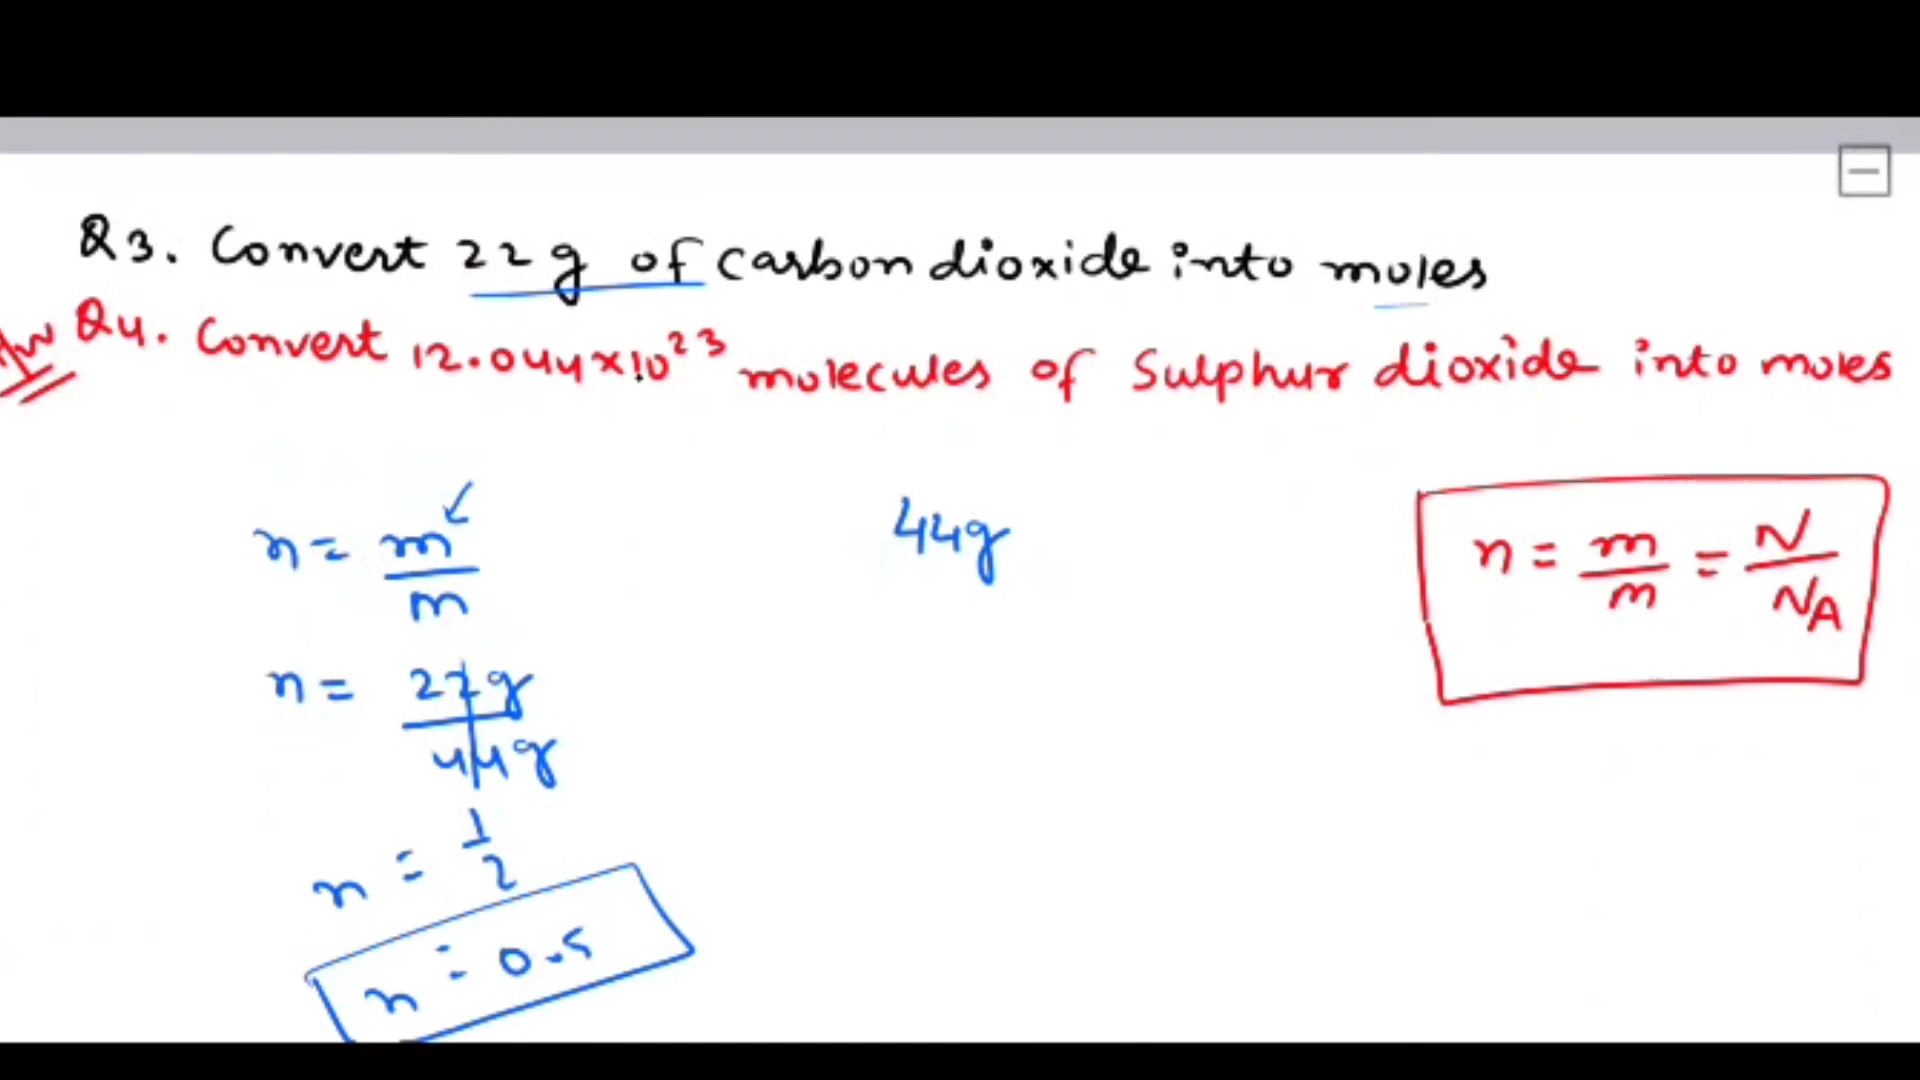 Q3. Convert 22g of carbon dioxide into moles
HW Q4. Convert 12.044×10²³ molecules of Sulphur dioxide into moles
n = m/m
44g
n = m/m = N/NA
n = 22g/44g
n = 1/2
n = 0.5